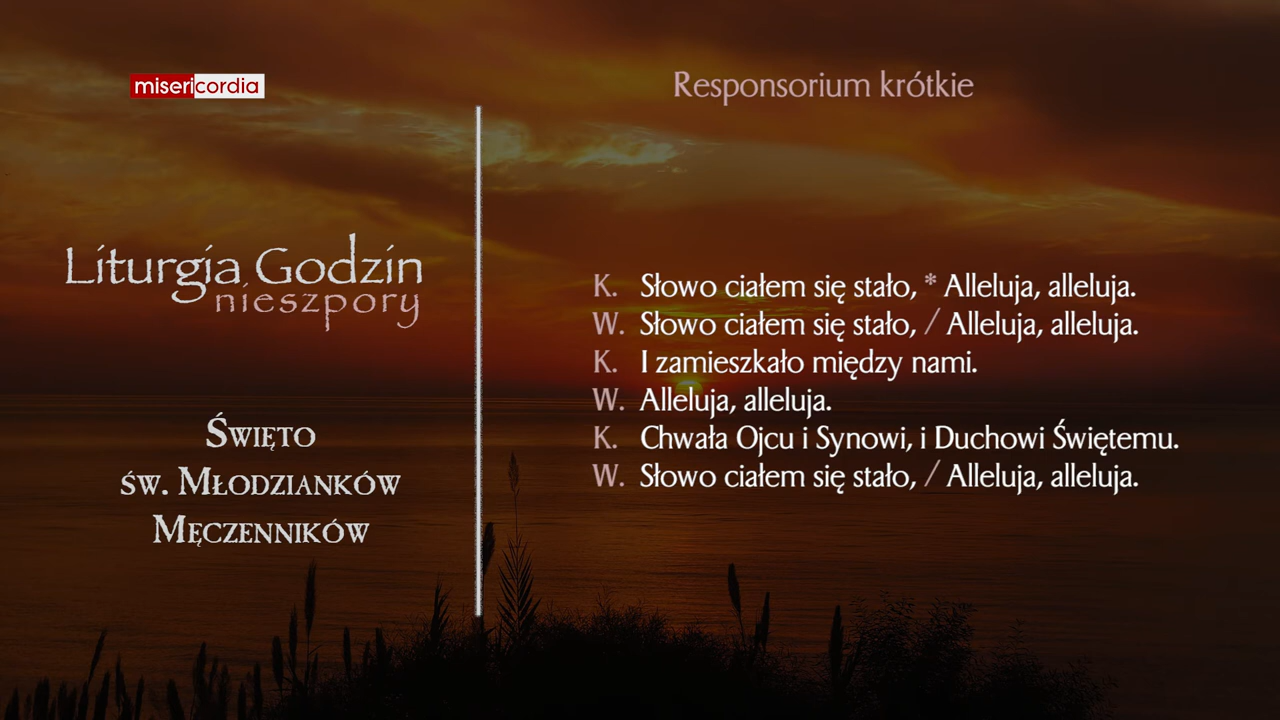 misericordia
Liturgia Godzin
nieszpory
Święto
św. Młodzianków
Męczenników
Responsorium krótkie
K. Słowo ciałem się stało, * Alleluja, alleluja.
W. Słowo ciałem się stało, / Alleluja, alleluja.
K. I zamieszkało między nami.
W. Alleluja, alleluja.
K. Chwała Ojcu i Synowi, i Duchowi Świętemu.
W. Słowo ciałem się stało, / Alleluja, alleluja.